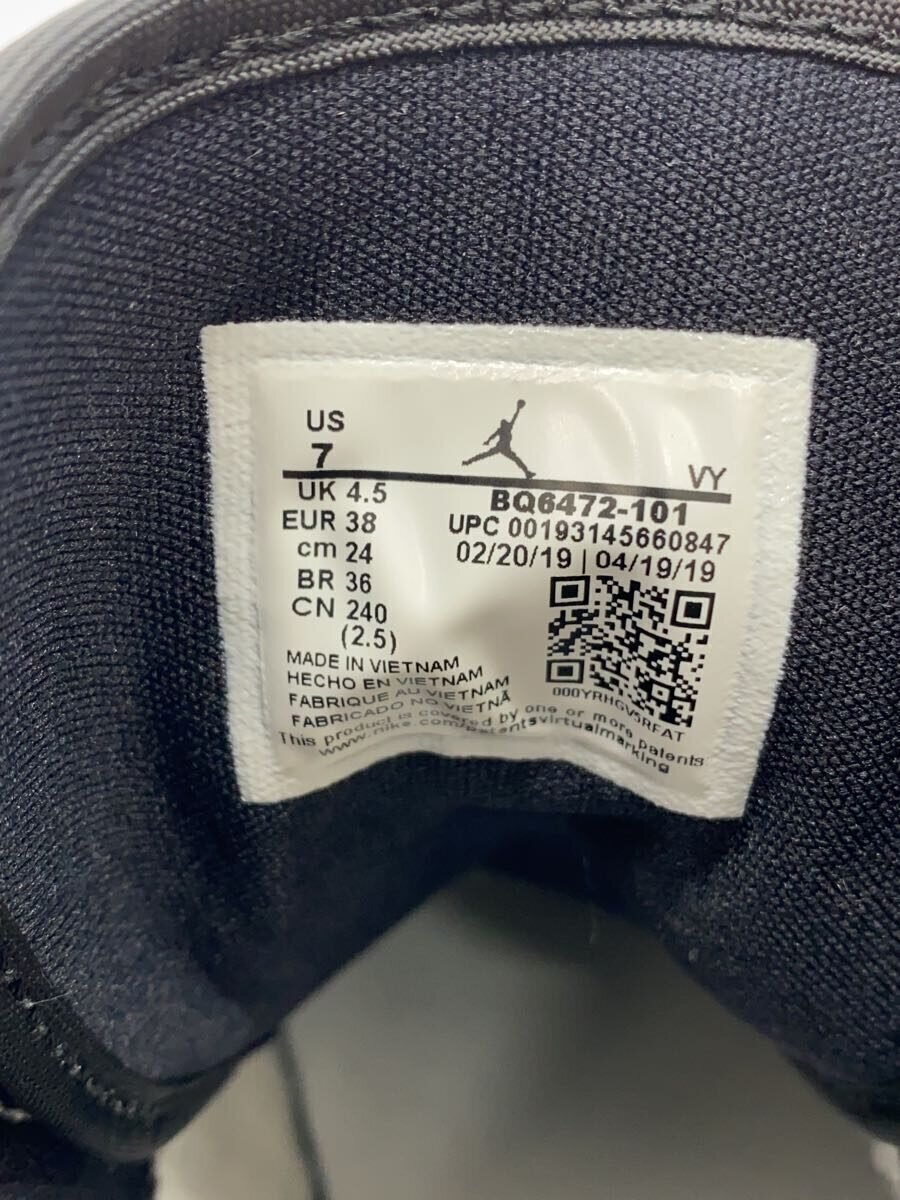 US
7
VY
UK 4.5
EUR 38
cm 24
BR 36
CN 240
(2.5)
BQ6472-101
UPC 00193145660847
02/20/19 | 04/19/19
000YRHGV5RFAT
MADE IN VIETNAM
HECHO EN VIETNAM
FABRIQUE AU VIETNAM
FABRICADO NO VIETNÃ
This product is covered by one or more patents
www.nike.com/patentsvirtualmarking